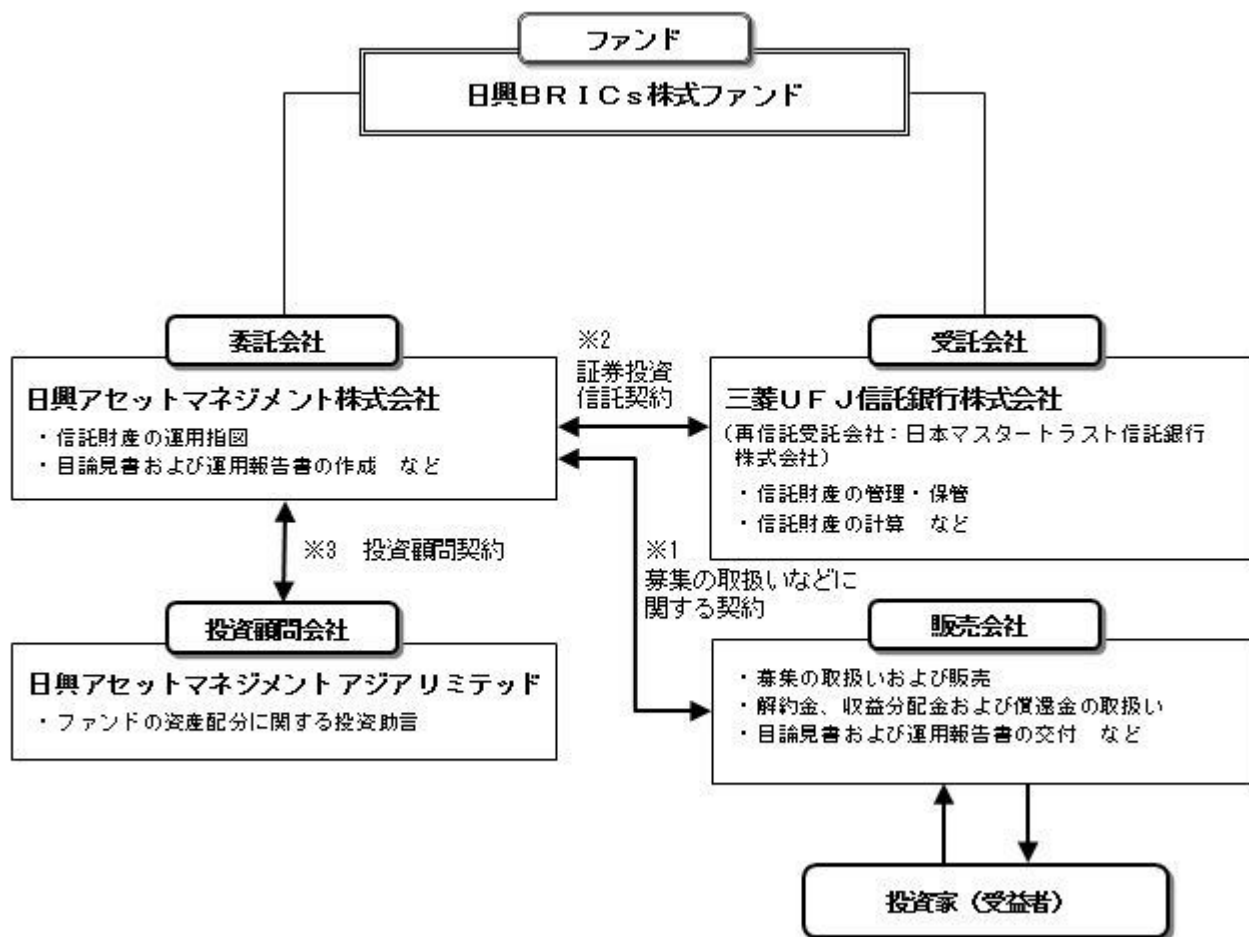 ファンド
日興ＢＲＩＣｓ株式ファンド
委託会社
日興アセットマネジメント株式会社
・信託財産の運用指図
・目論見書および運用報告書の作成　など
※2
証券投資
信託契約
受託会社
三菱ＵＦＪ信託銀行株式会社
（再信託受託会社：日本マスタートラスト信託銀行
株式会社）
・信託財産の管理・保管
・信託財産の計算　など
※3　投資顧問契約
※1
募集の取扱いなどに
関する契約
投資顧問会社
日興アセットマネジメント アジア リミテッド
・ファンドの資産配分に関する投資助言
販売会社
・募集の取扱いおよび販売
・解約金、収益分配金および償還金の取扱い
・目論見書および運用報告書の交付　など
投資家（受益者）